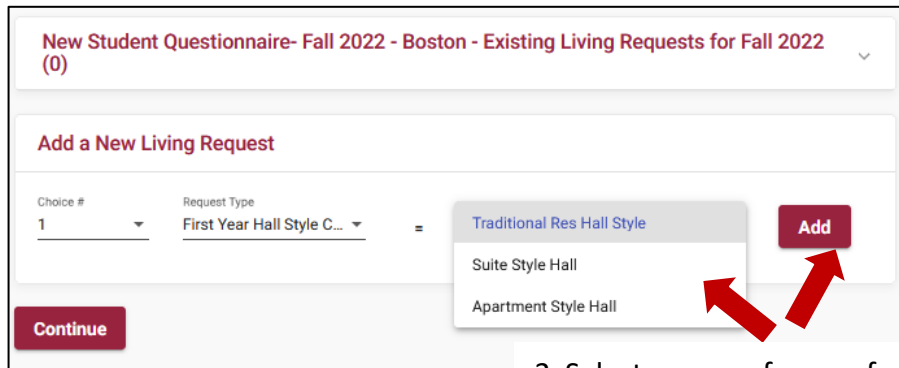 New Student Questionnaire- Fall 2022 - Boston - Existing Living Requests for Fall 2022
(0)
Add a New Living Request
Choice #
Request Type
1
First Year Hall Style C...
=
Traditional Res Hall Style
Suite Style Hall
Apartment Style Hall
Add
Continue